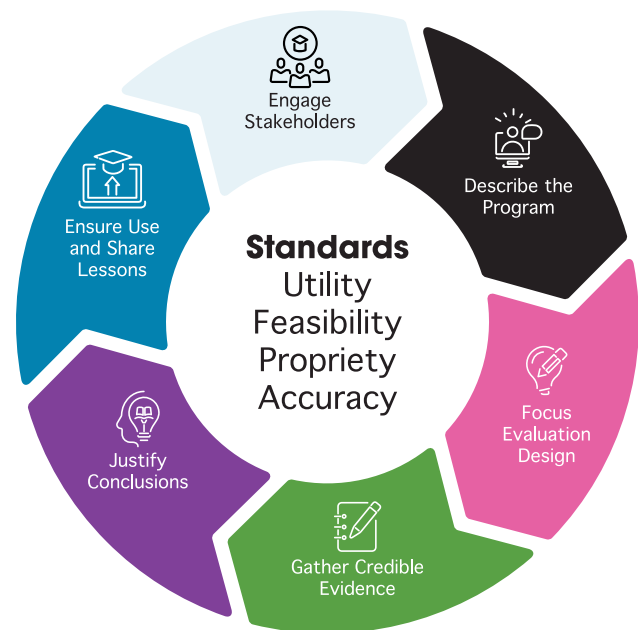 Engage
Stakeholders
Describe the
Program
Focus
Evaluation
Design
Gather Credible
Evidence
Justify
Conclusions
Ensure Use
and Share
Lessons
Standards
Utility
Feasibility
Propriety
Accuracy